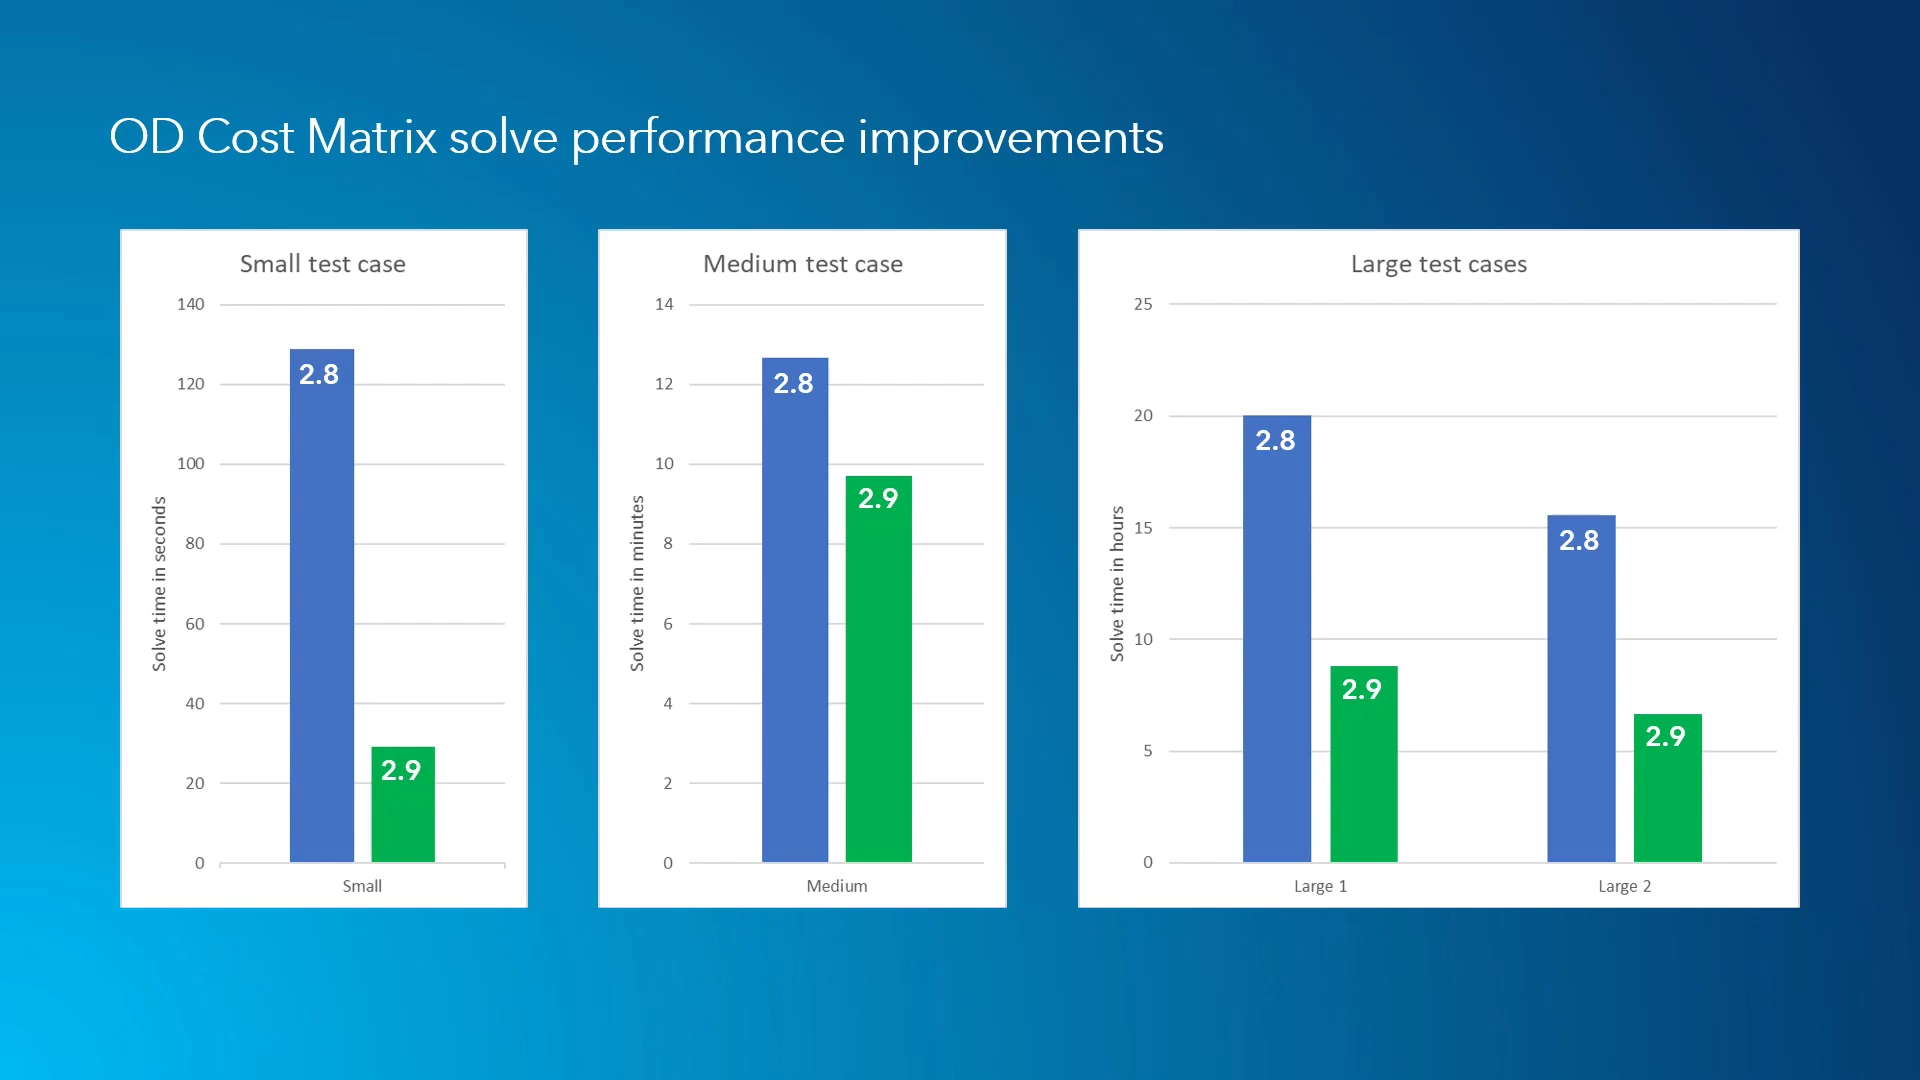 OD Cost Matrix solve performance improvements
Small test case
140
120
100
80
60
40
20
0
Solve time in seconds
2.8
2.9
Small
Medium test case
14
12
10
8
6
4
2
0
Solve time in minutes
2.8
2.9
Medium
Large test cases
25
20
15
10
5
0
Solve time in hours
2.8
2.9
2.8
2.9
Large 1
Large 2